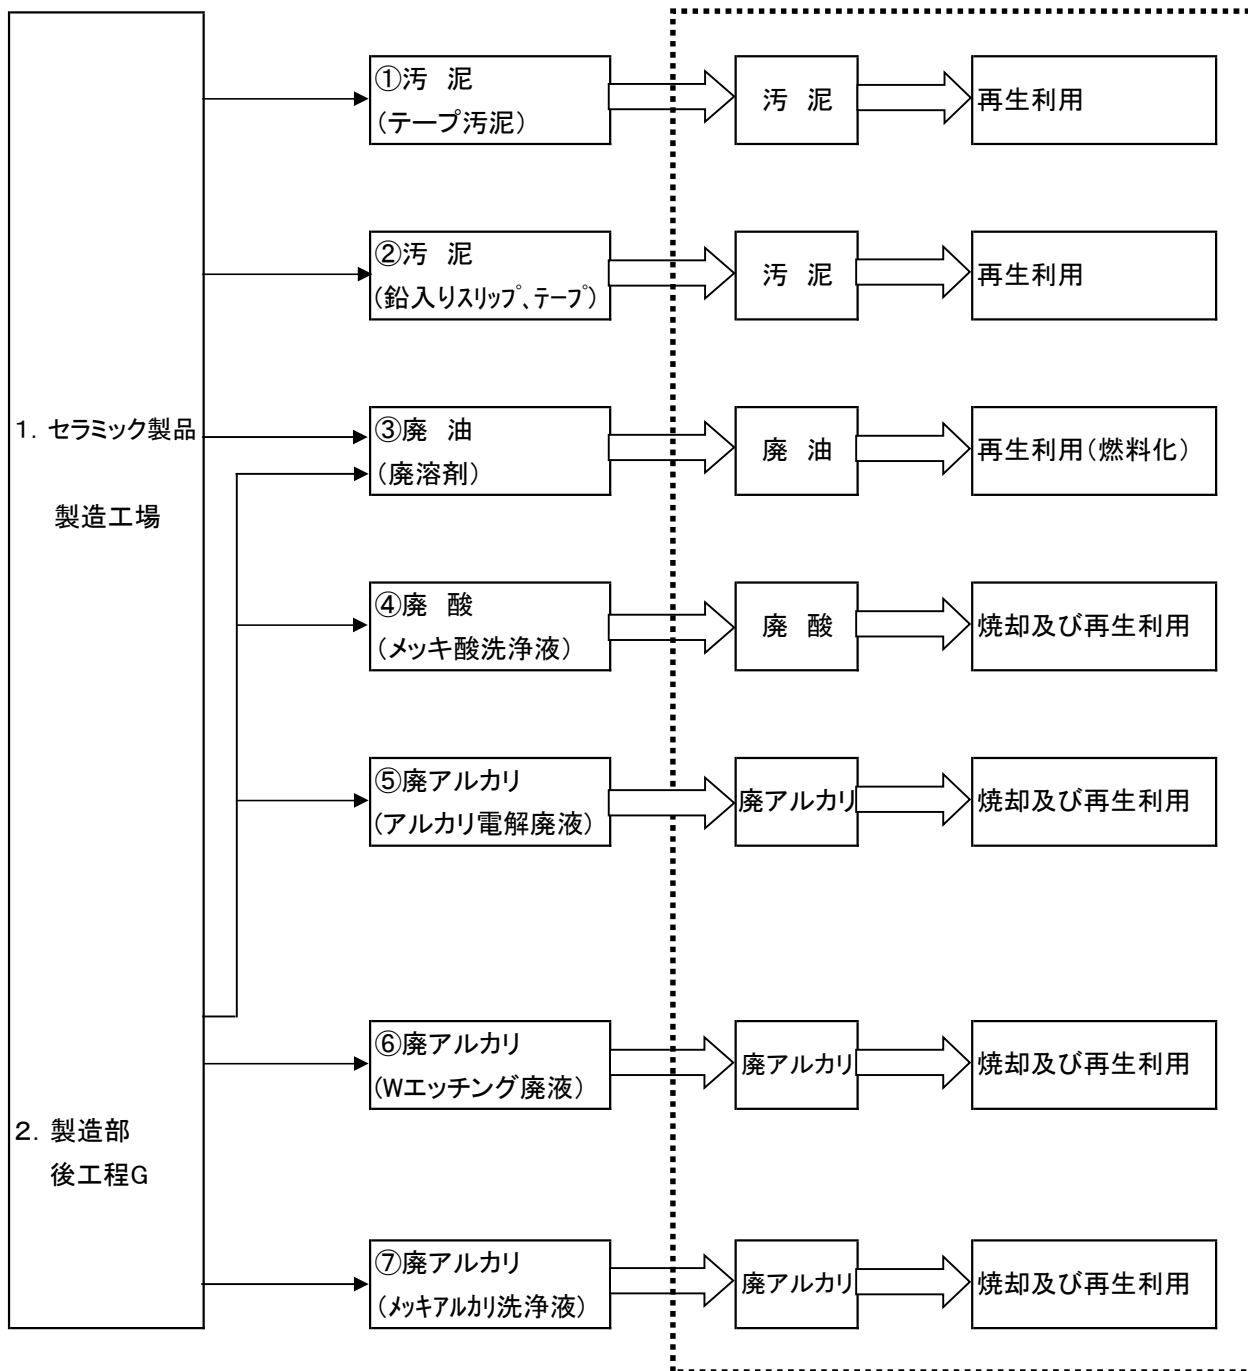 ①汚 泥
(テープ汚泥)
汚 泥
再生利用
②汚 泥
(鉛入りｽﾘｯﾌﾟ、ﾃｰﾌﾟ)
汚 泥
再生利用
1. セラミック製品
製造工場
③廃 油
(廃溶剤)
廃 油
再生利用(燃料化)
④廃 酸
(メッキ酸洗浄液)
廃 酸
焼却及び再生利用
⑤廃アルカリ
(アルカリ電解廃液)
廃アルカリ
焼却及び再生利用
2. 製造部
後工程G
⑥廃アルカリ
(Wエッチング廃液)
廃アルカリ
焼却及び再生利用
⑦廃アルカリ
(ﾒｯｷｱﾙｶﾘ洗浄液)
廃アルカリ
焼却及び再生利用